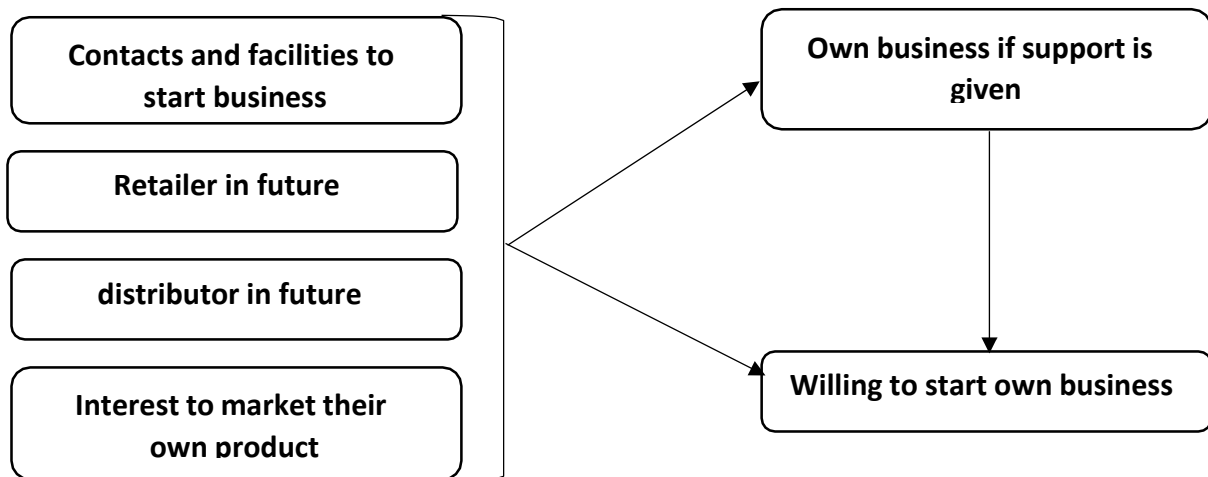 Contacts and facilities to
start business
Retailer in future
distributor in future
Interest to market their
own product
Own business if support is
given
Willing to start own business